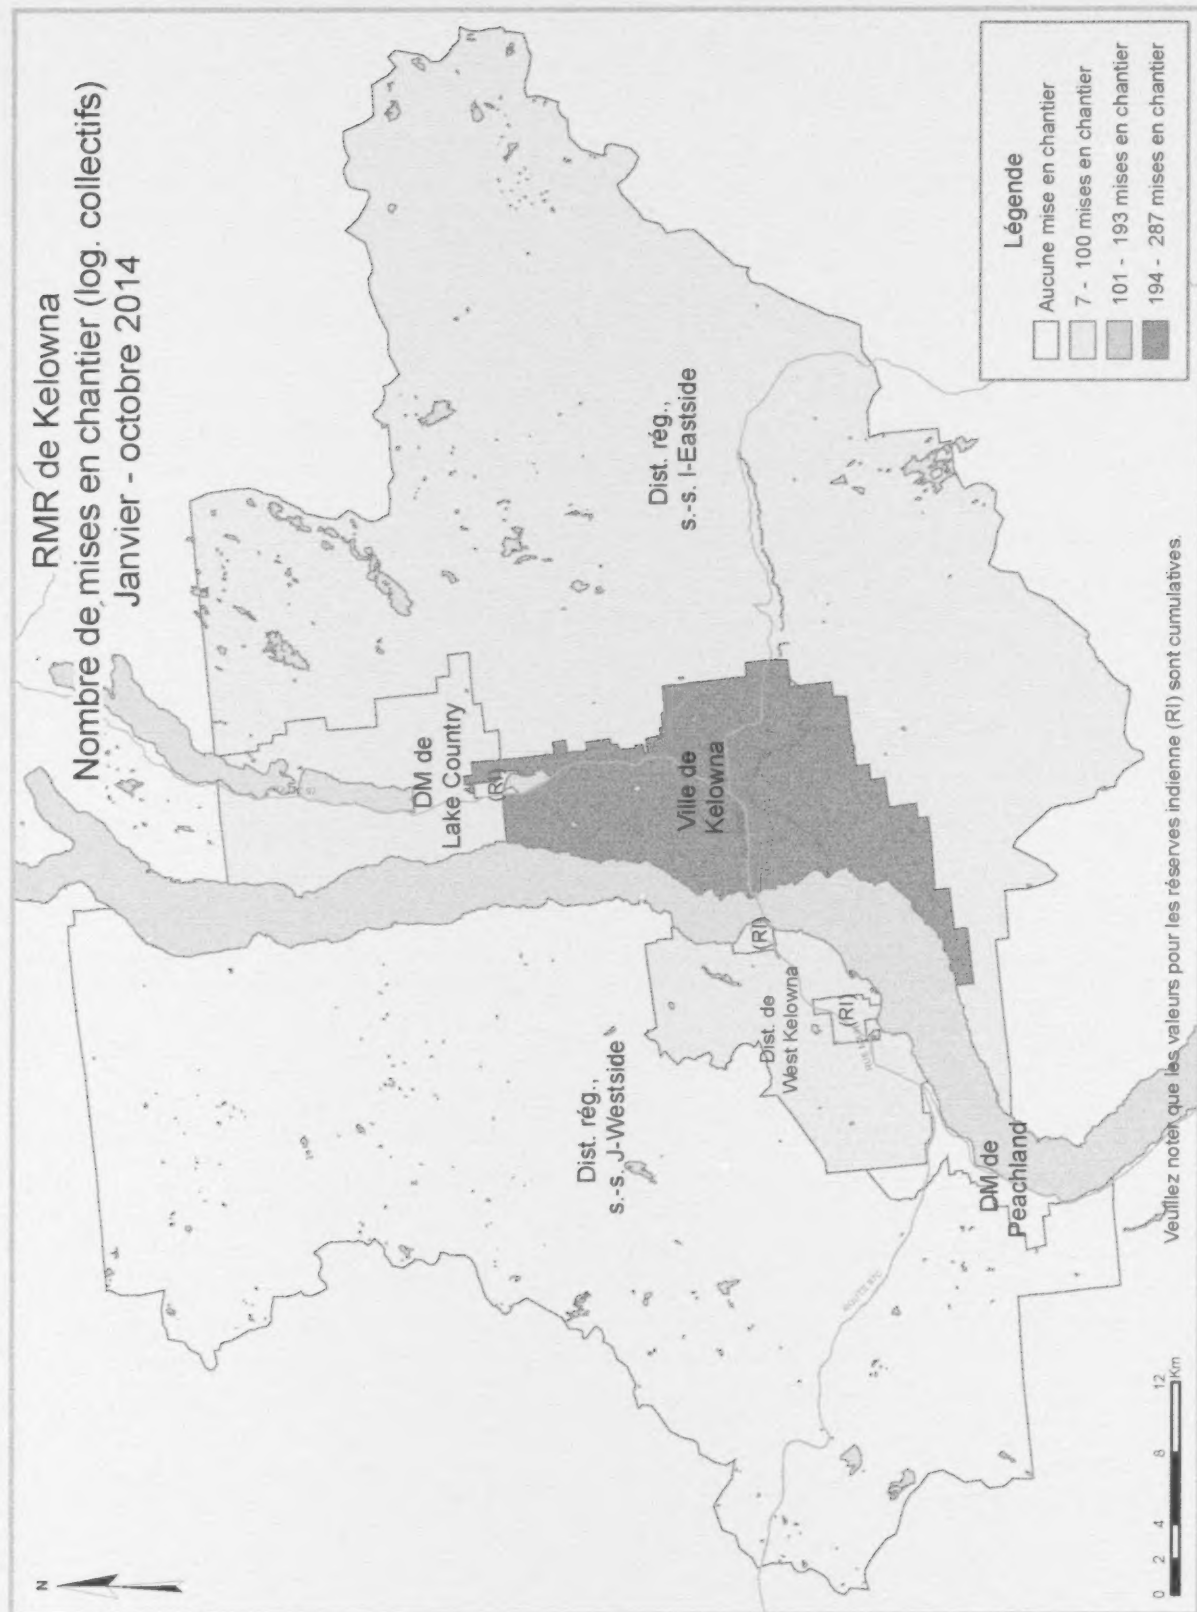 RMR de Kelowna
Nombre de mises en chantier (log. collectifs)
Janvier - octobre 2014
N
DM de
Lake Country
(RI)
Dist. rég.,
s.-s. J-Westside
Dist. rég.,
s.-s. I-Eastside
Ville de
Kelowna
(RI)
Dist. de
West Kelowna
(RI)
DM de
Peachland
Légende
Aucune mise en chantier
7 - 100 mises en chantier
101 - 193 mises en chantier
194 - 287 mises en chantier
0 2 4 8 12
Km
Veuillez noter que les valeurs pour les réserves indienne (RI) sont cumulatives.